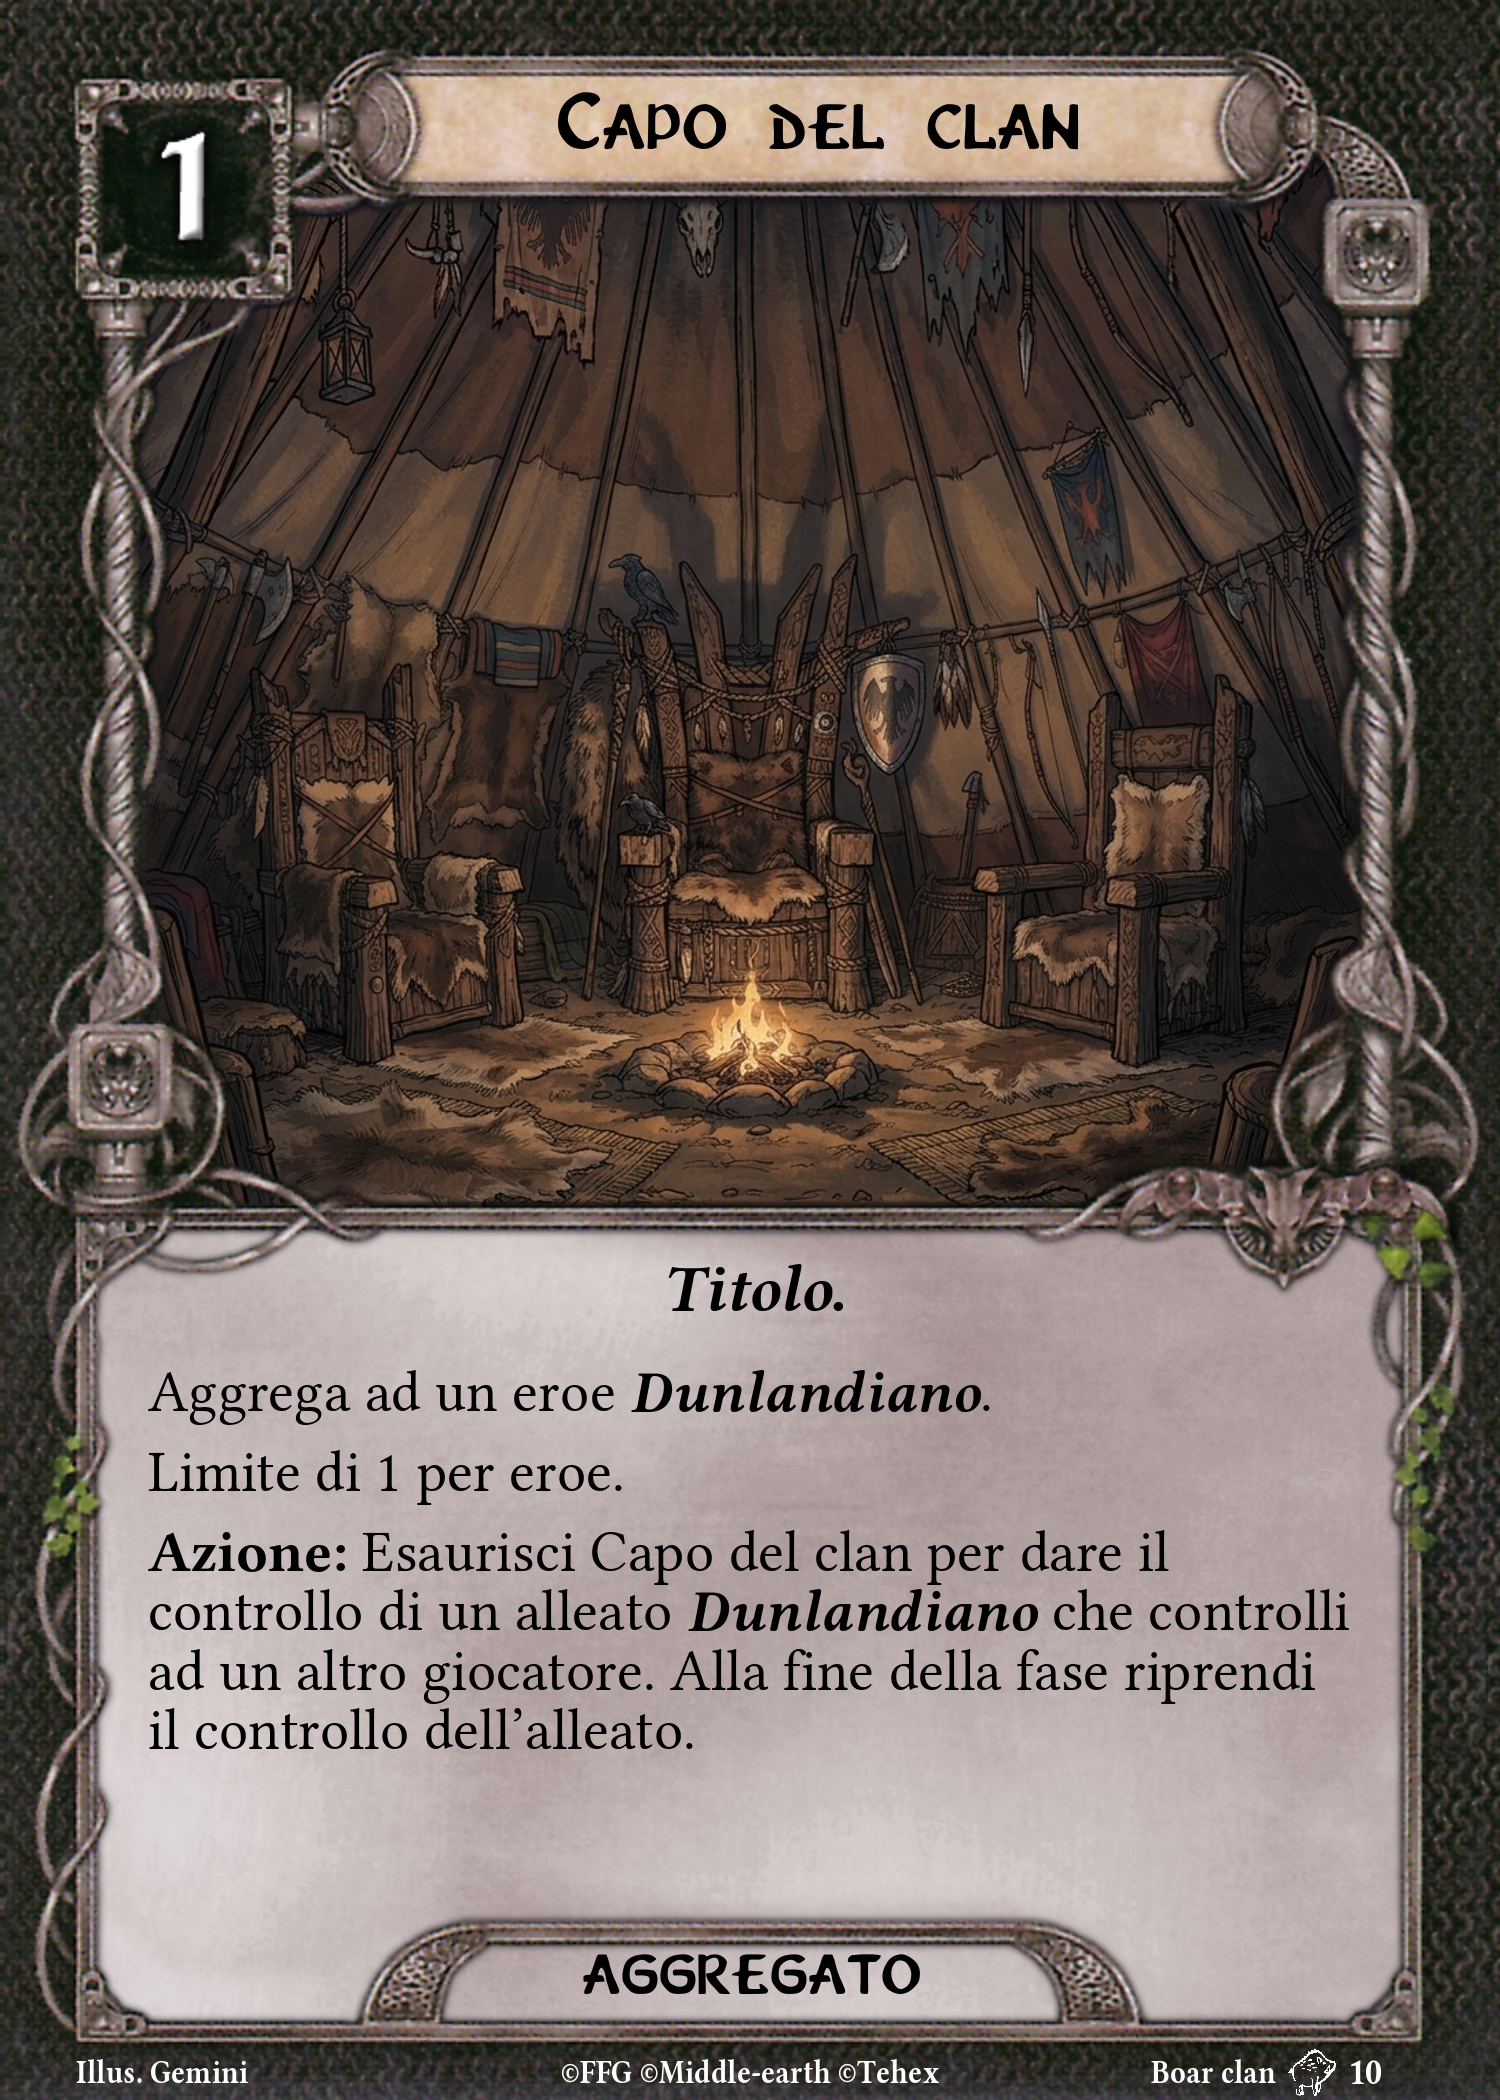 1
Capo del clan
Titolo.
Aggrega ad un eroe Dunlandiano.
Limite di 1 per eroe.
Azione: Esaurisci Capo del clan per dare il
controllo di un alleato Dunlandiano che controlli
ad un altro giocatore. Alla fine della fase riprendi
il controllo dell’alleato.
AGGREGATO
Illus. Gemini
©FFG ©Middle-earth ©Tehex
Boar clan 10